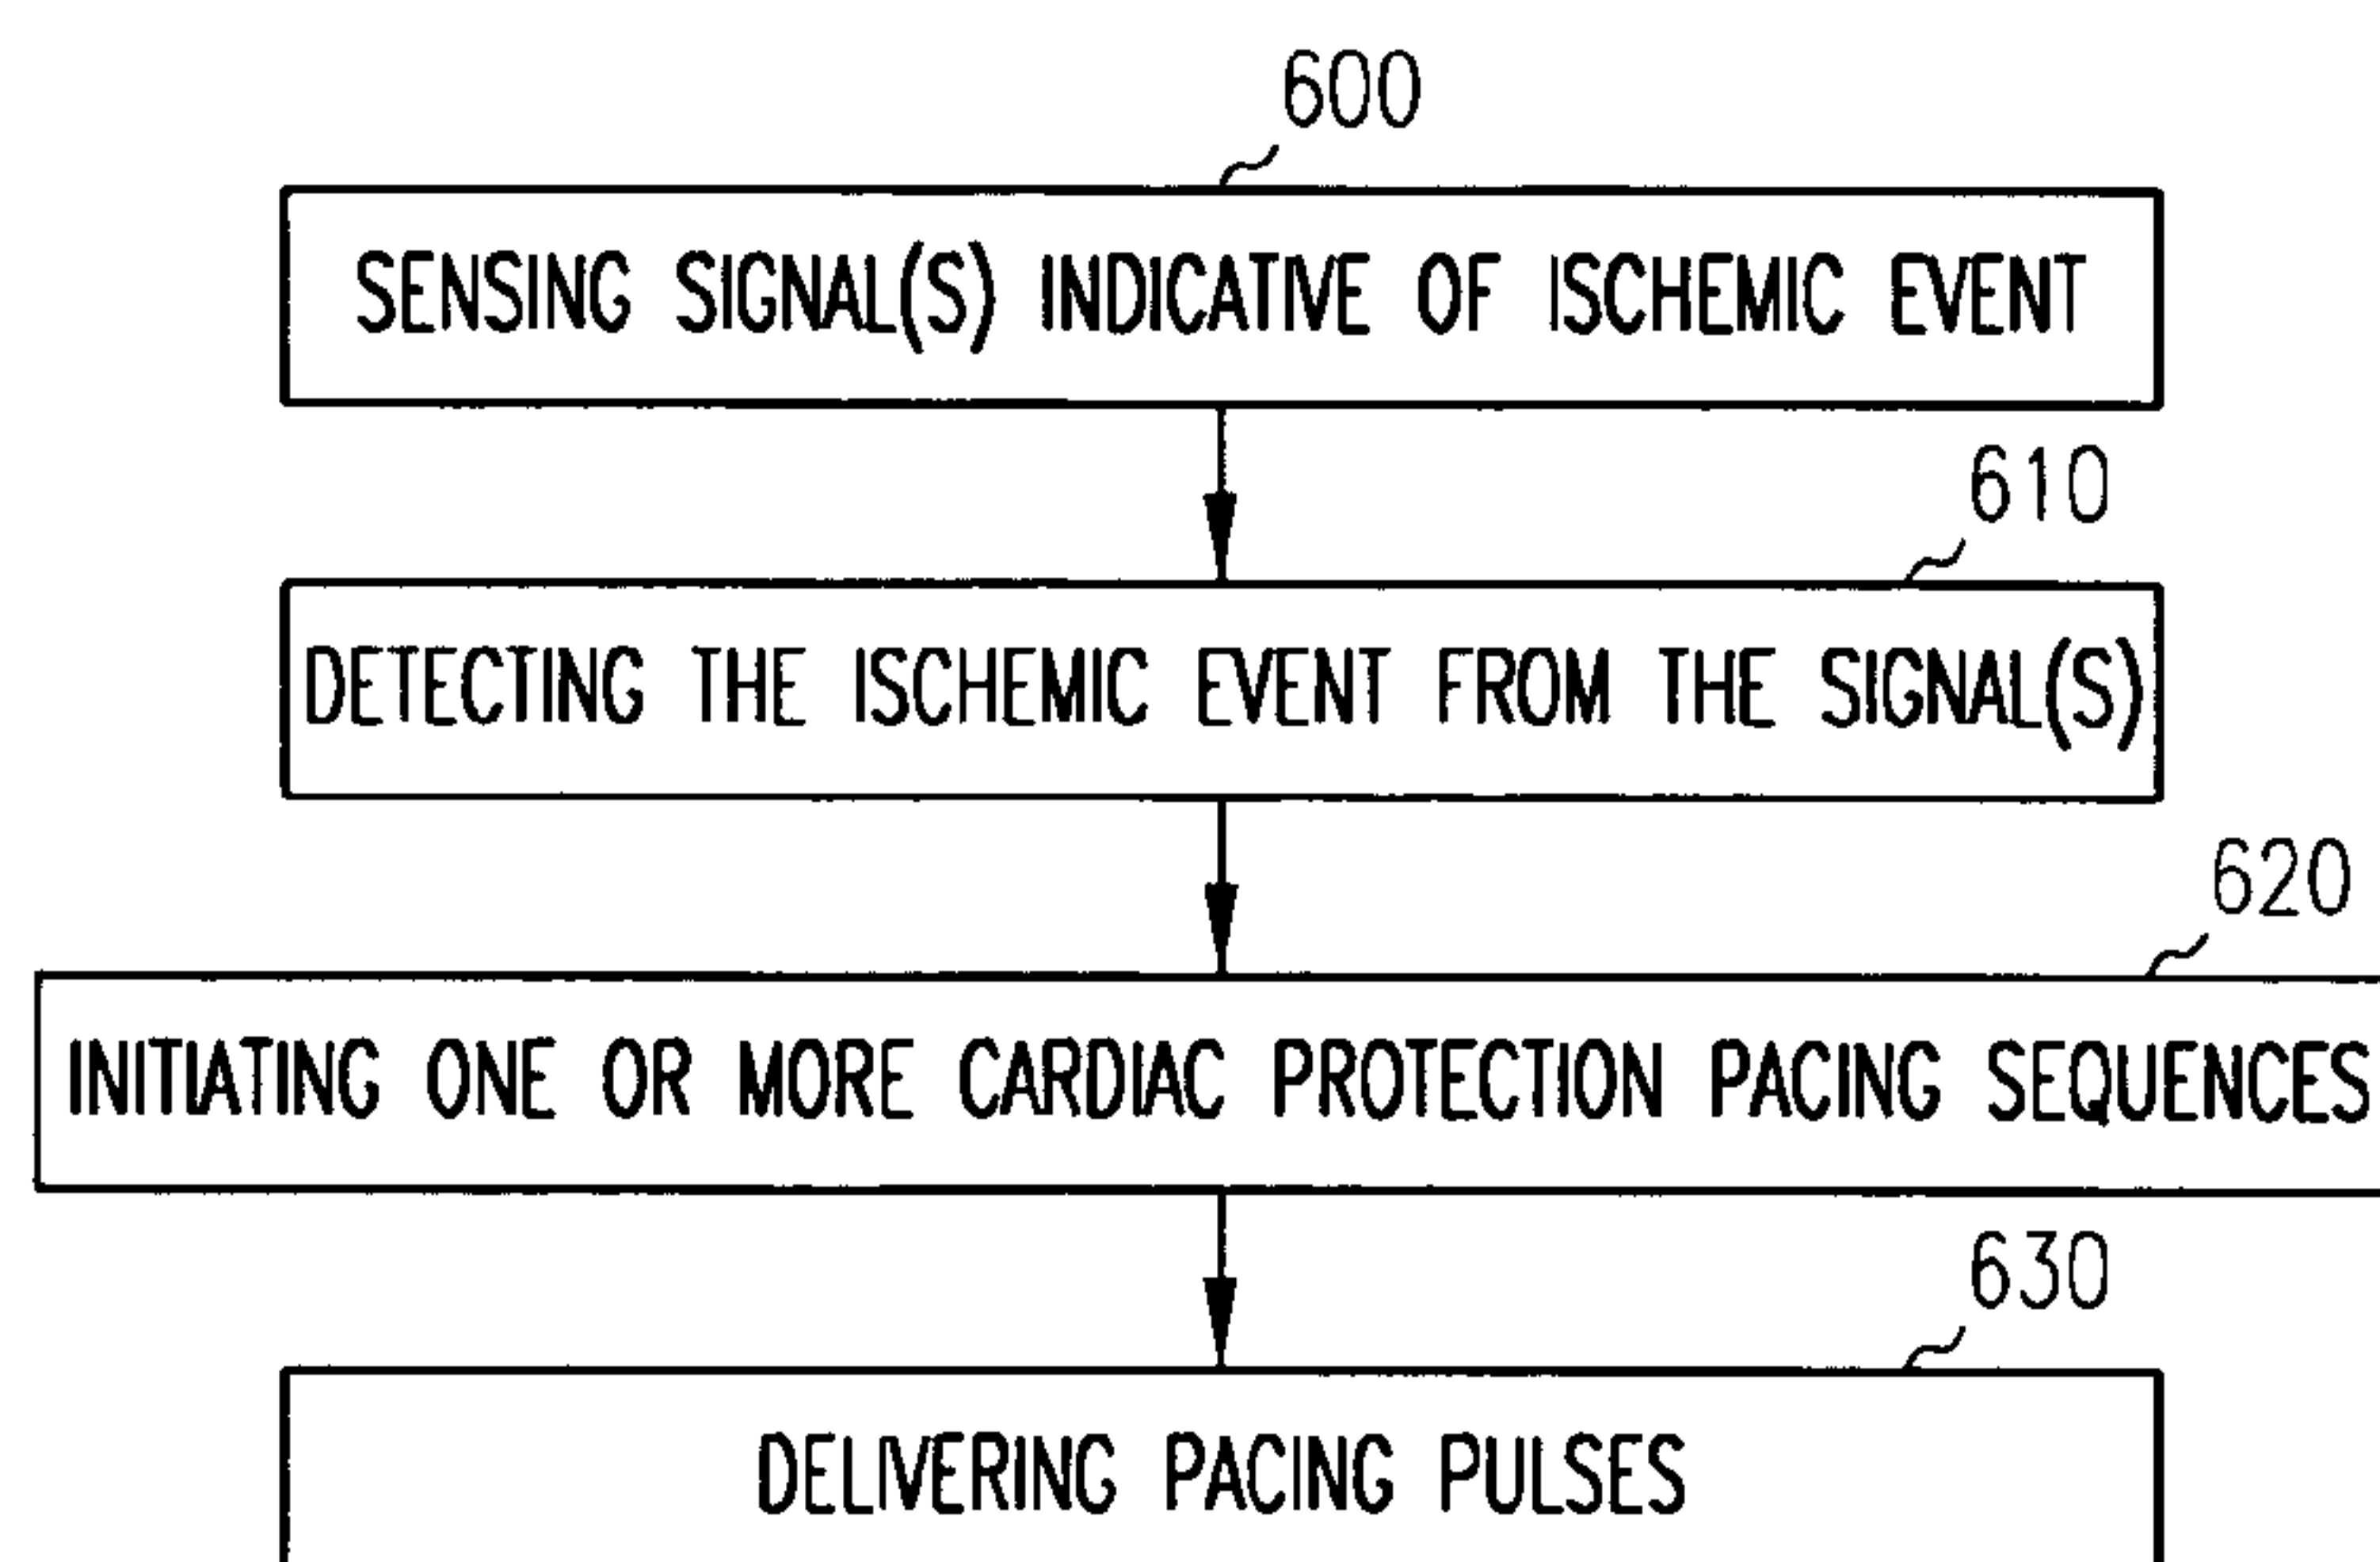 600
SENSING SIGNAL(S) INDICATIVE OF ISCHEMIC EVENT
610
DETECTING THE ISCHEMIC EVENT FROM THE SIGNAL(S)
620
INITIATING ONE OR MORE CARDIAC PROTECTION PACING SEQUENCES
630
DELIVERING PACING PULSES